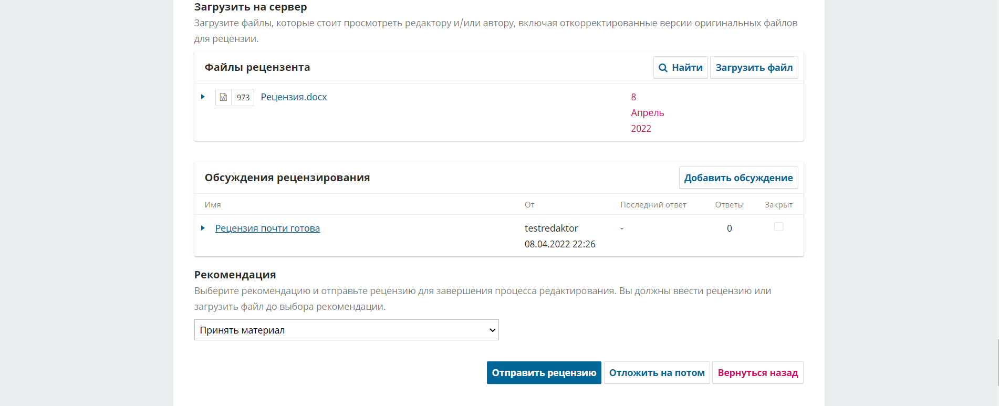 Загрузить на сервер
Загрузите файлы, которые стоит просмотреть редактору и/или автору, включая откорректированные версии оригинальных файлов
для рецензии.
Файлы рецензента
Найти
Загрузить файл
973 Рецензия.docx
8
Апрель
2022
Обсуждения рецензирования
Добавить обсуждение
Имя От Последний ответ Ответы Закрыт
Рецензия почти готова testredaktor - 0
08.04.2022 22:26
Рекомендация
Выберите рекомендацию и отправьте рецензию для завершения процесса редактирования. Вы должны ввести рецензию или
загрузить файл до выбора рекомендации.
Принять материал
Отправить рецензию Отложить на потом Вернуться назад